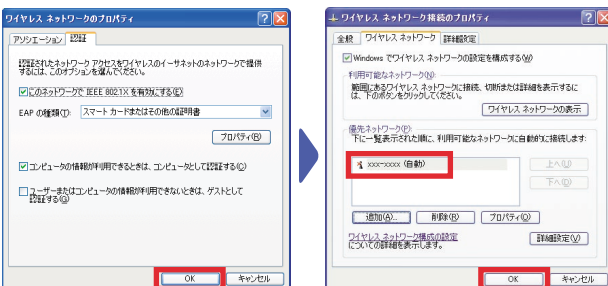 ワイヤレス ネットワークのプロパティ
アソシエーション 認証
認証されたネットワーク アクセスをワイヤレスのイーサネットのネットワークで提供
するには、このオプションを選んでください。
このネットワークで IEEE 802.1X を有効にする(E)
EAP の種類(T): スマート カードまたはその他の証明書
プロパティ(R)
コンピュータの情報が利用できるときは、コンピュータとして認証する(C)
ユーザーまたはコンピュータの情報が利用できないときは、ゲストとして
認証する(G)
OK キャンセル
ワイヤレス ネットワーク接続のプロパティ
全般 ワイヤレス ネットワーク 詳細設定
Windows でワイヤレス ネットワークの設定を構成する(W)
利用可能なネットワーク(N):
範囲にあるワイヤレス ネットワークに接続、切断または詳細を表示するに
は、下のボタンをクリックしてください。
ワイヤレス ネットワークの表示
優先ネットワーク(P):
下に一覧表示された順に、利用可能なネットワークに自動的に接続します:
xxx-xxxx (自動)
上へ(U)
下へ(D)
追加(A)... 削除(R) プロパティ(O)
ワイヤレス ネットワーク構成の設定
についての詳細を表示します。
詳細設定(V)
OK キャンセル